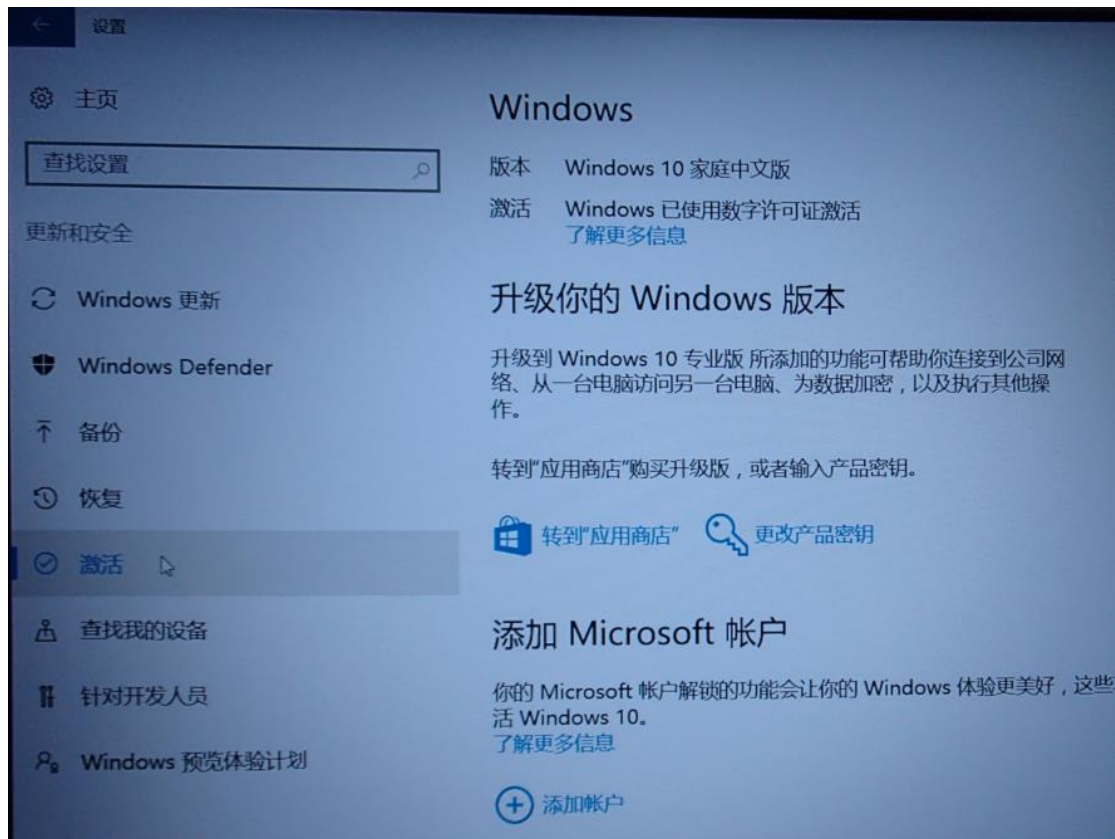 设置
主页
查找设置
更新和安全
Windows 更新
Windows Defender
备份
恢复
激活
查找我的设备
针对开发人员
Windows 预览体验计划
Windows
版本 Windows 10 家庭中文版
激活 Windows 已使用数字许可证激活
了解更多信息
升级你的 Windows 版本
升级到 Windows 10 专业版 所添加的功能可帮助你连接到公司网
络、从一台电脑访问另一台电脑、为数据加密，以及执行其他操
作。
转到“应用商店”购买升级版，或者输入产品密钥。
转到“应用商店” 更改产品密钥
添加 Microsoft 帐户
你的 Microsoft 帐户解锁的功能会让你的 Windows 体验更美好，这些
活 Windows 10。
了解更多信息
添加帐户